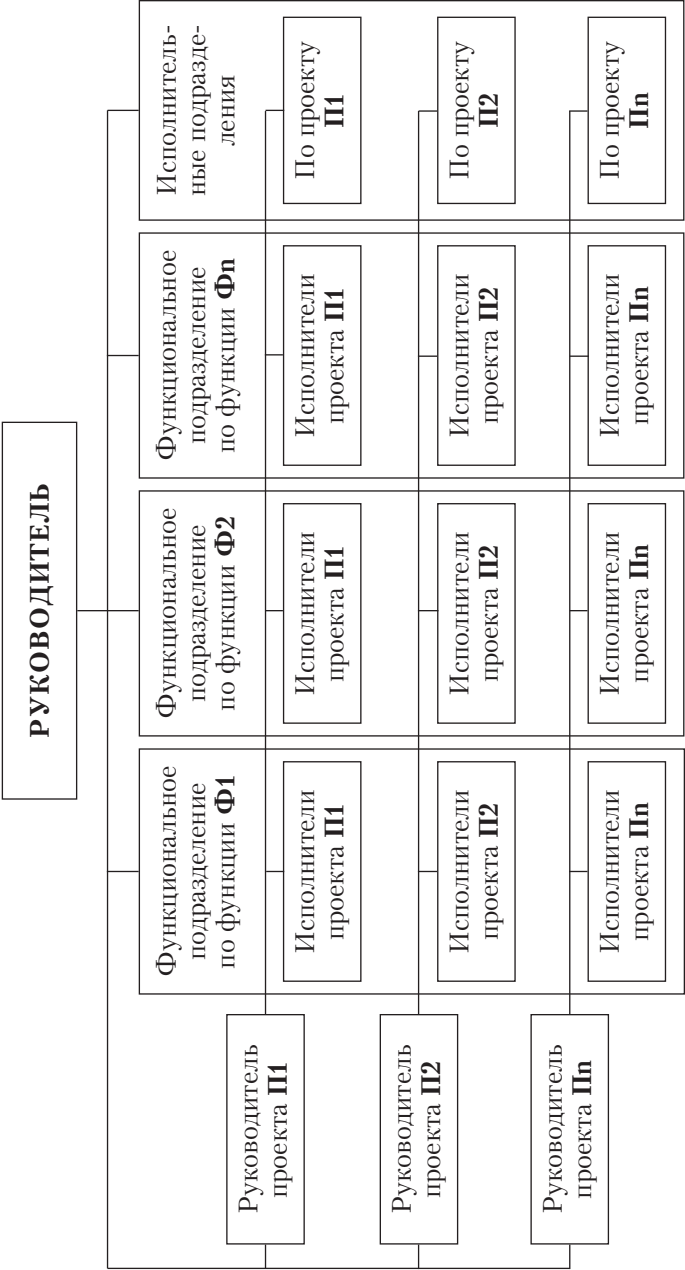 РУКОВОДИТЕЛЬ
Функциональное
подразделение
по функции Ф1
Функциональное
подразделение
по функции Ф2
Функциональное
подразделение
по функции Фn
Исполнитель-
ные подразде-
ления
Руководитель
проекта П1
Исполнители
проекта П1
Исполнители
проекта П1
Исполнители
проекта П1
По проекту
П1
Руководитель
проекта П2
Исполнители
проекта П2
Исполнители
проекта П2
Исполнители
проекта П2
По проекту
П2
Руководитель
проекта Пn
Исполнители
проекта Пn
Исполнители
проекта Пn
Исполнители
проекта Пn
По проекту
Пn